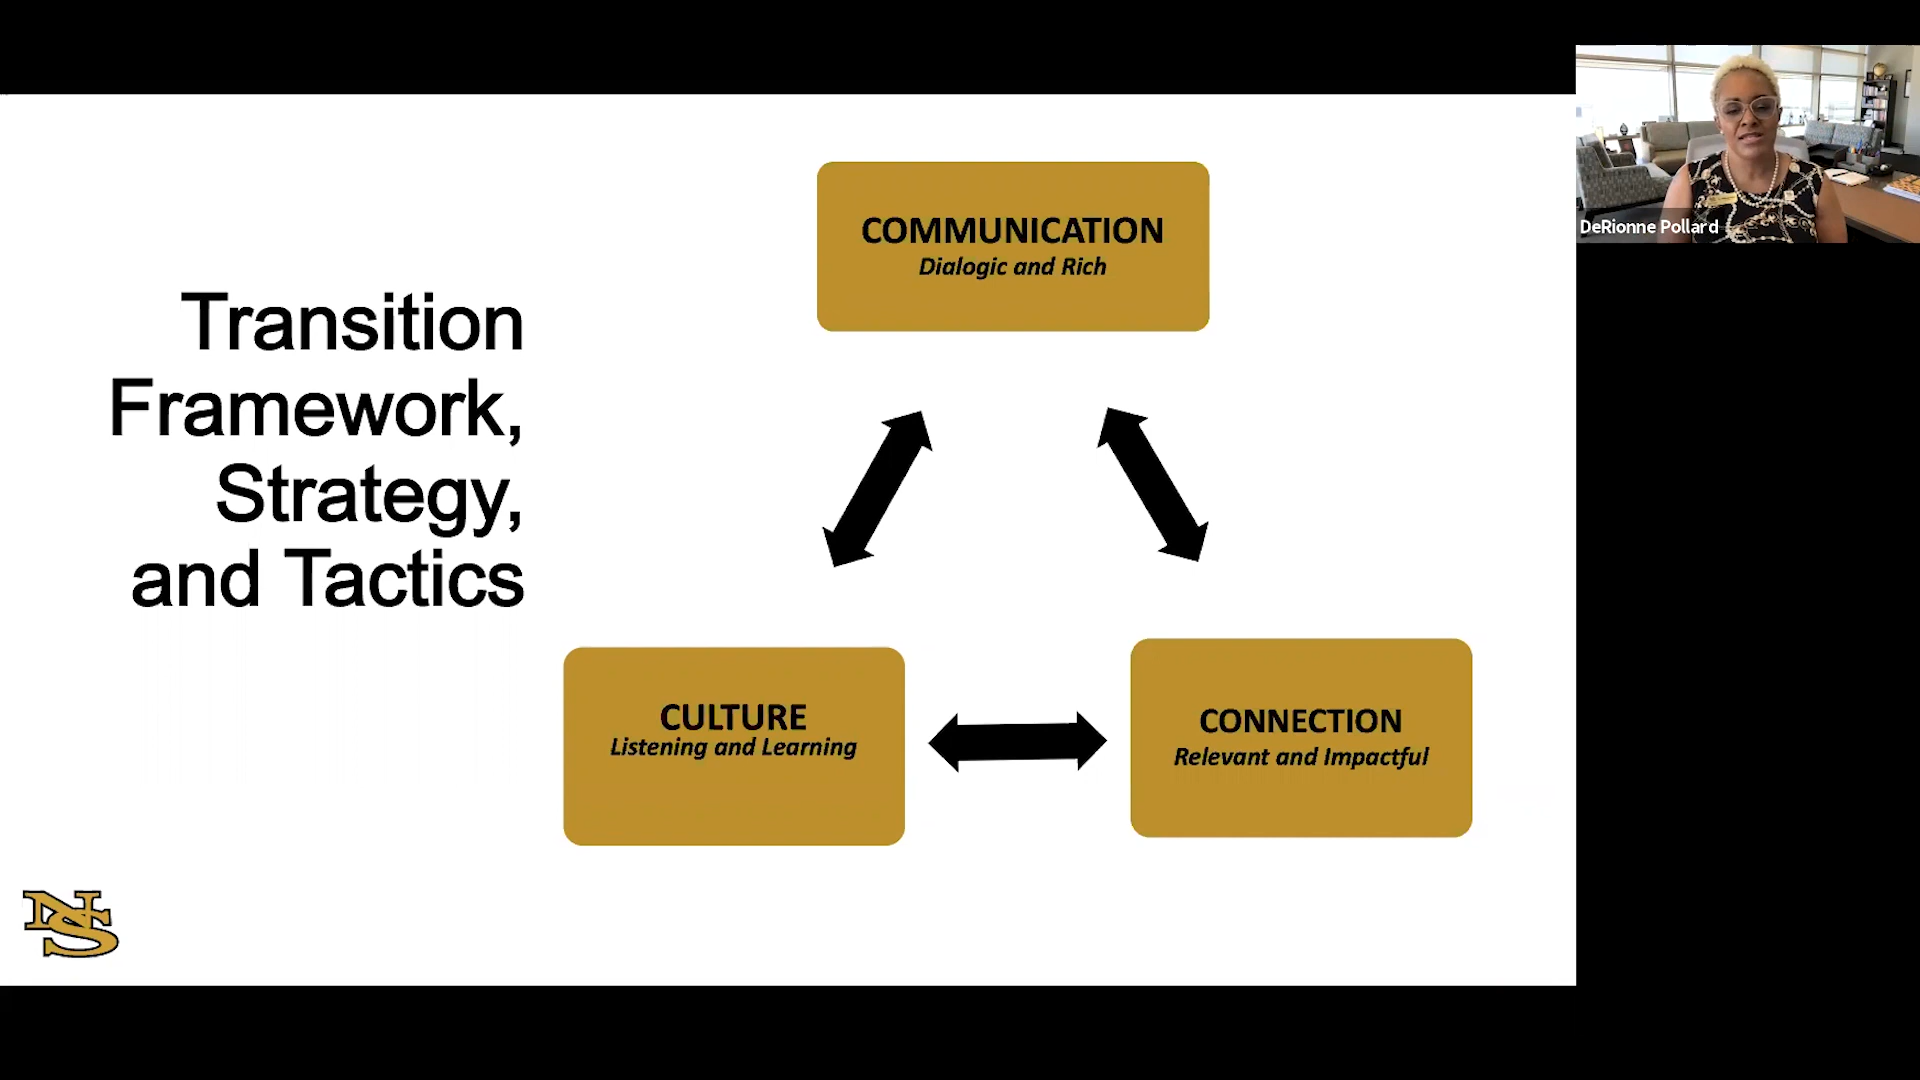 Transition
Framework,
Strategy,
and Tactics
COMMUNICATION
Dialogic and Rich
CULTURE
Listening and Learning
CONNECTION
Relevant and Impactful
NS
DeRionne Pollard